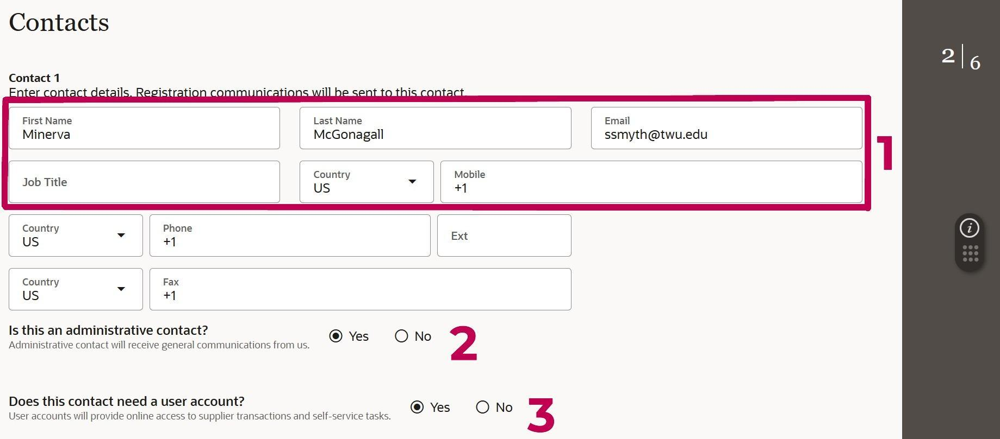 Contacts
2 | 6
Contact 1
Enter contact details. Registration communications will be sent to this contact.
First Name
Minerva
Last Name
McGonagall
Email
ssmyth@twu.edu
1
Job Title
Country
US
Mobile
+1
Country
US
Phone
+1
Ext
Country
US
Fax
+1
Is this an administrative contact?
Administrative contact will receive general communications from us.
Yes
No
2
Does this contact need a user account?
User accounts will provide online access to supplier transactions and self-service tasks.
Yes
No
3